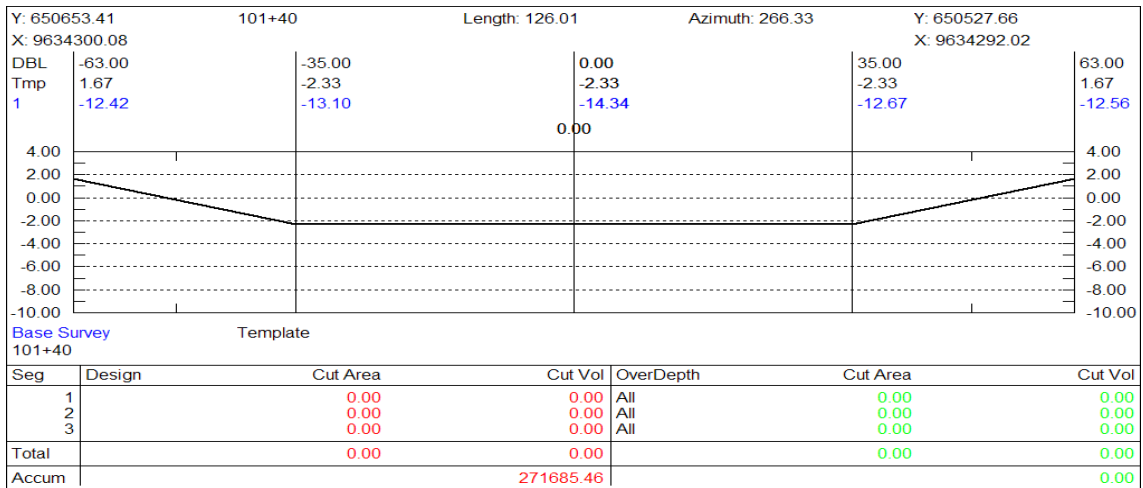 Y: 650653.41 101+40 Length: 126.01 Azimuth: 266.33 Y: 650527.66
X: 9634300.08 X: 9634292.02
DBL -63.00 -35.00 0.00 35.00 63.00
Tmp 1.67 -2.33 -2.33 -2.33 1.67
1 -12.42 -13.10 -14.34 -12.67 -12.56
0.00
4.00 4.00
2.00 2.00
0.00 0.00
-2.00 -2.00
-4.00 -4.00
-6.00 -6.00
-8.00 -8.00
-10.00 -10.00
Base Survey Template
101+40
Seg Design Cut Area Cut Vol OverDepth Cut Area Cut Vol
1 0.00 0.00 All 0.00 0.00
2 0.00 0.00 All 0.00 0.00
3 0.00 0.00 All 0.00 0.00
Total 0.00 0.00 0.00 0.00
Accum 271685.46 0.00